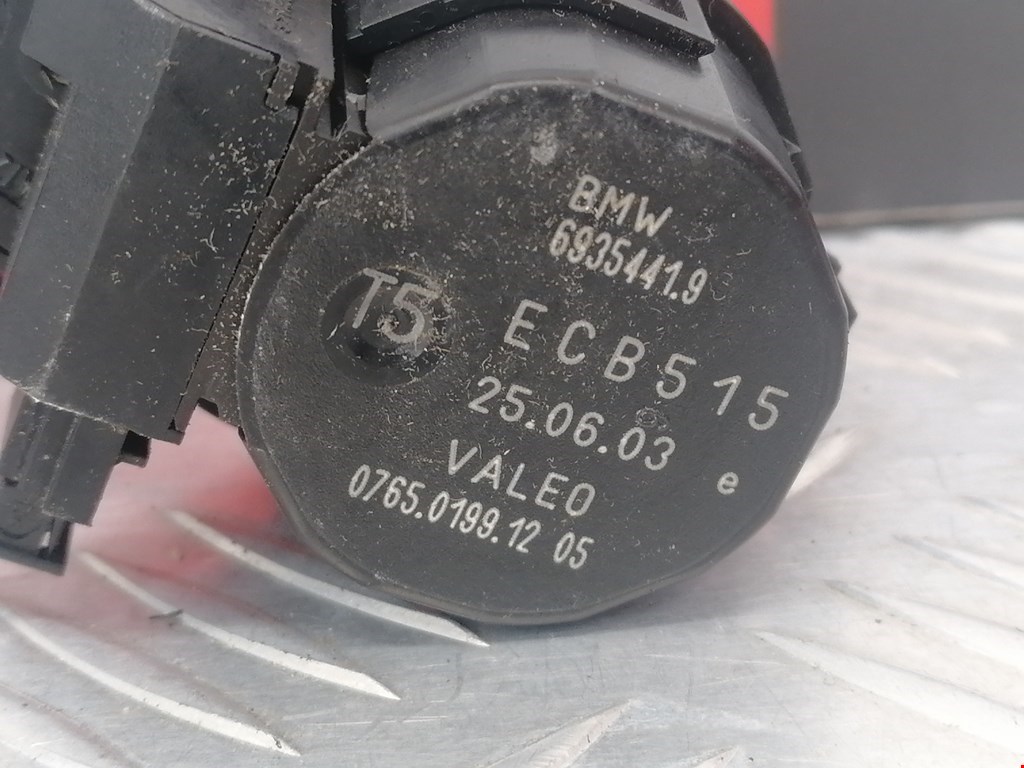 BMW
6935441.9
T5 ECB515
25.06.03
e
VALEO
0765.0199.12 05